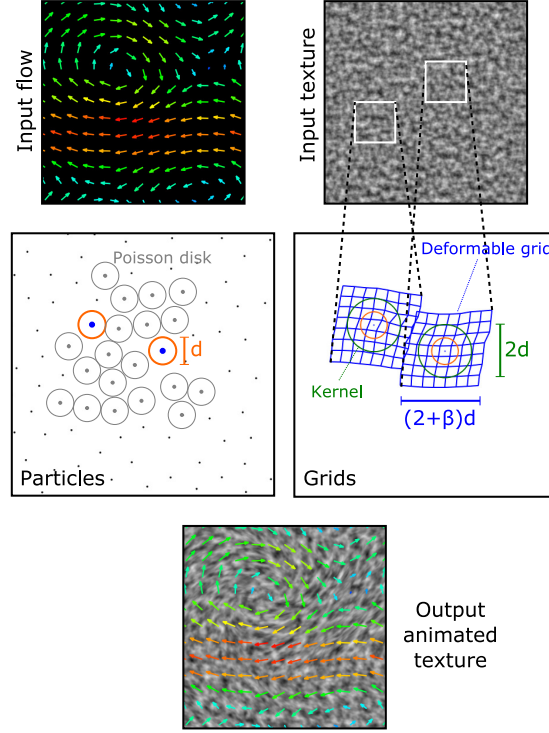 Input flow
Input texture
Poisson disk
d
Particles
Deformable grid
Kernel
2d
(2+β)d
Grids
Output
animated
texture